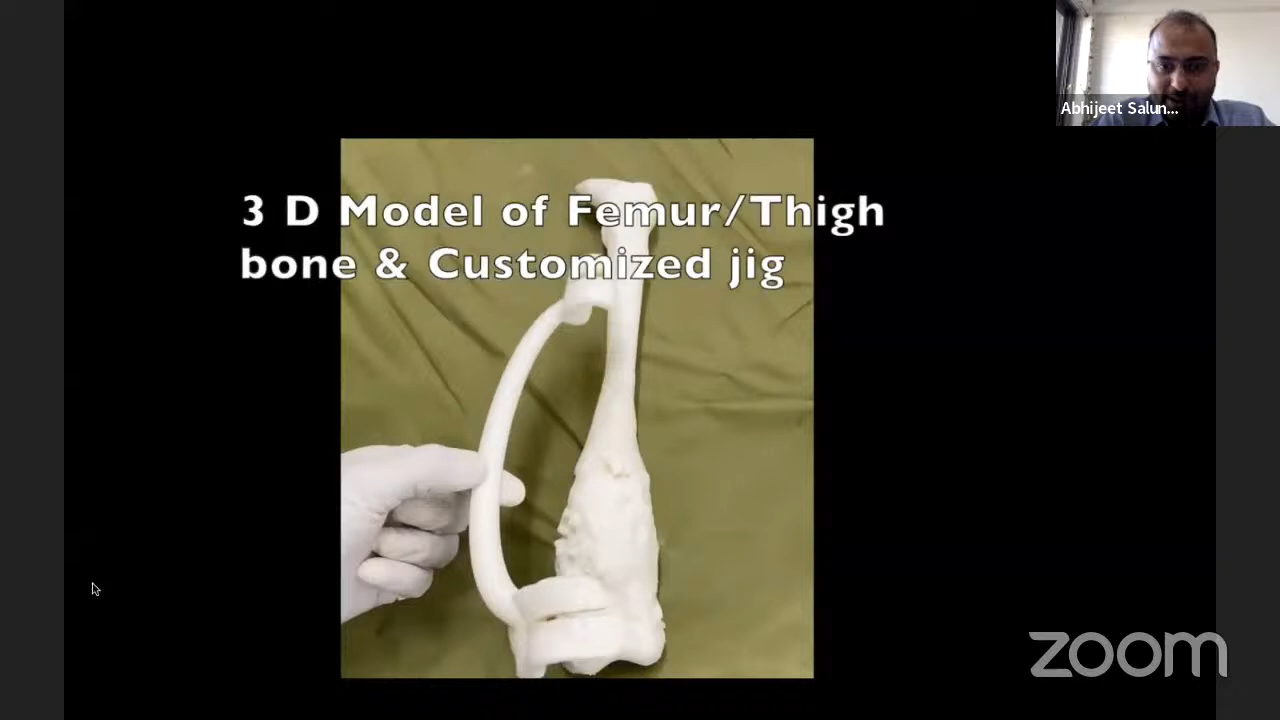 Abhijeet Salun...
3 D Model of Femur/Thigh
bone & Customized jig
zoom